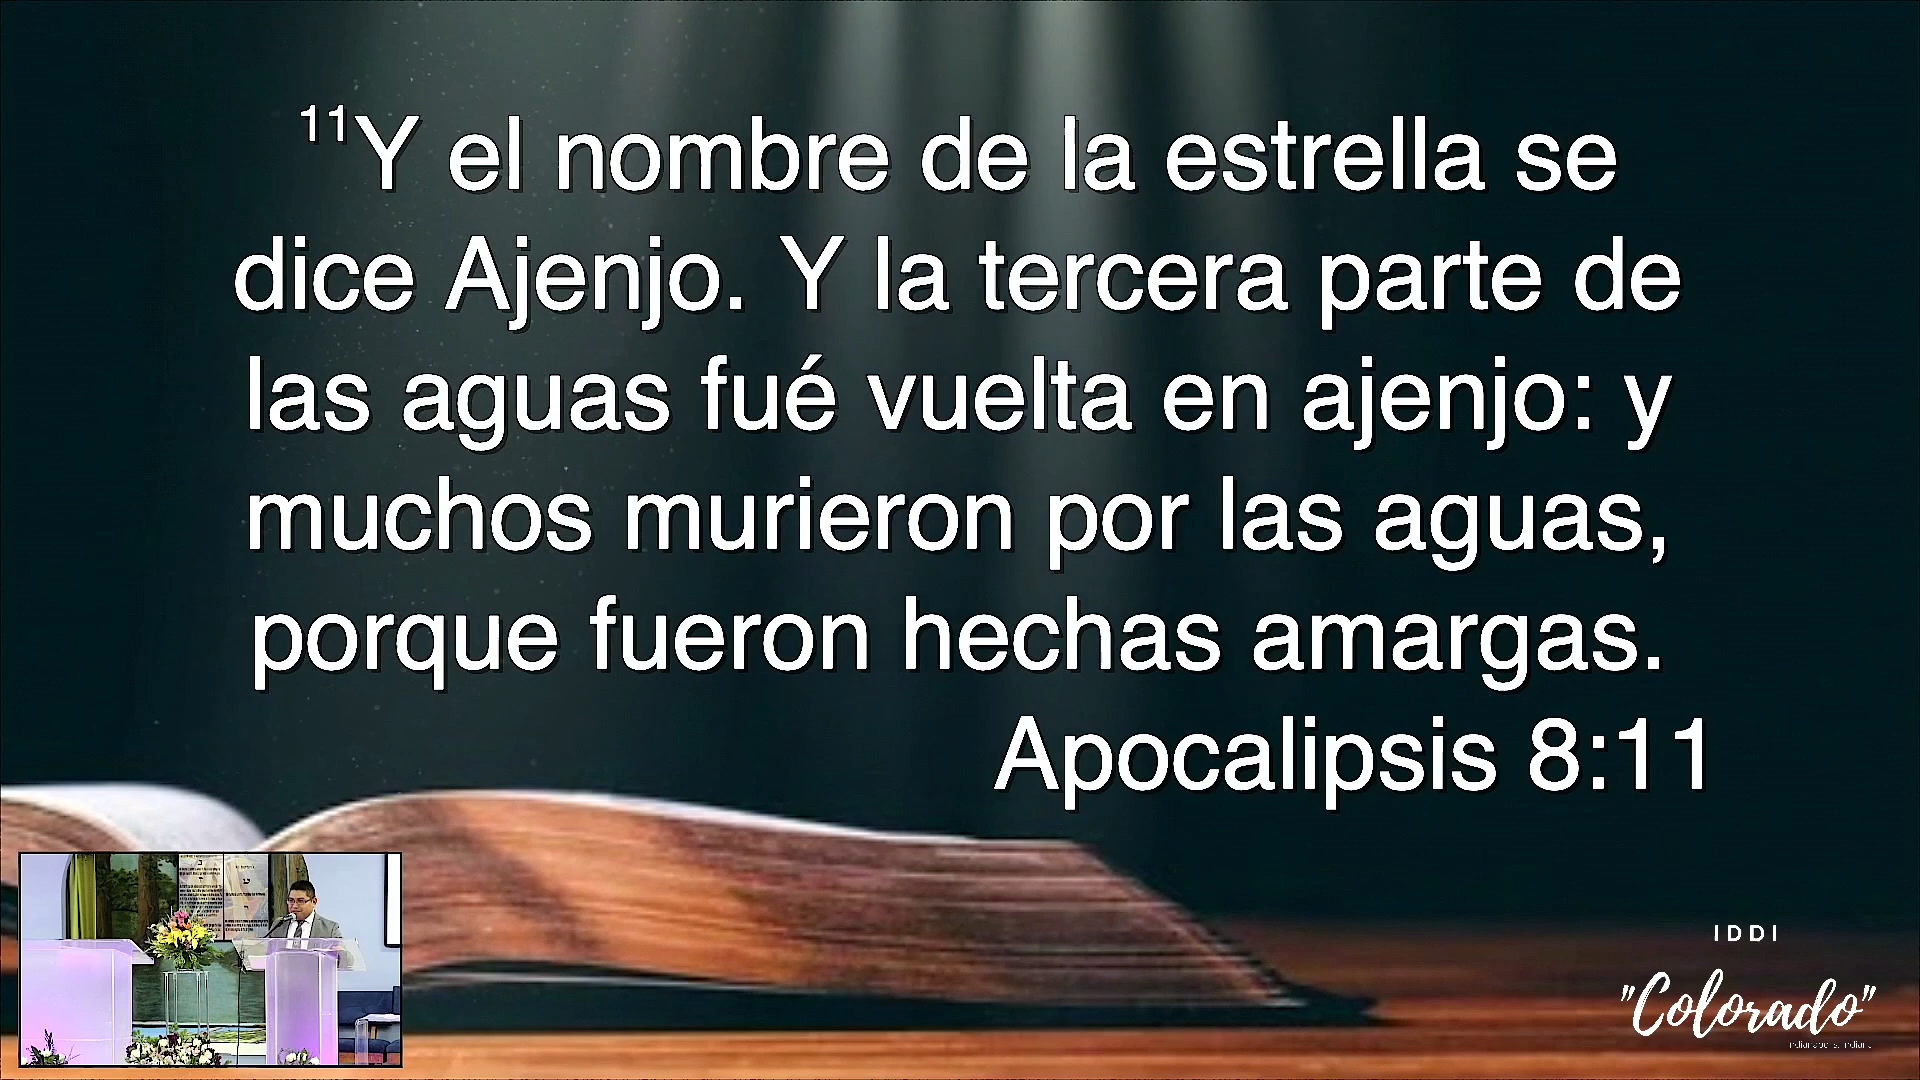 11Y el nombre de la estrella se
dice Ajenjo. Y la tercera parte de
las aguas fué vuelta en ajenjo: y
muchos murieron por las aguas,
porque fueron hechas amargas.
Apocalipsis 8:11
IDDI
"Colorado"